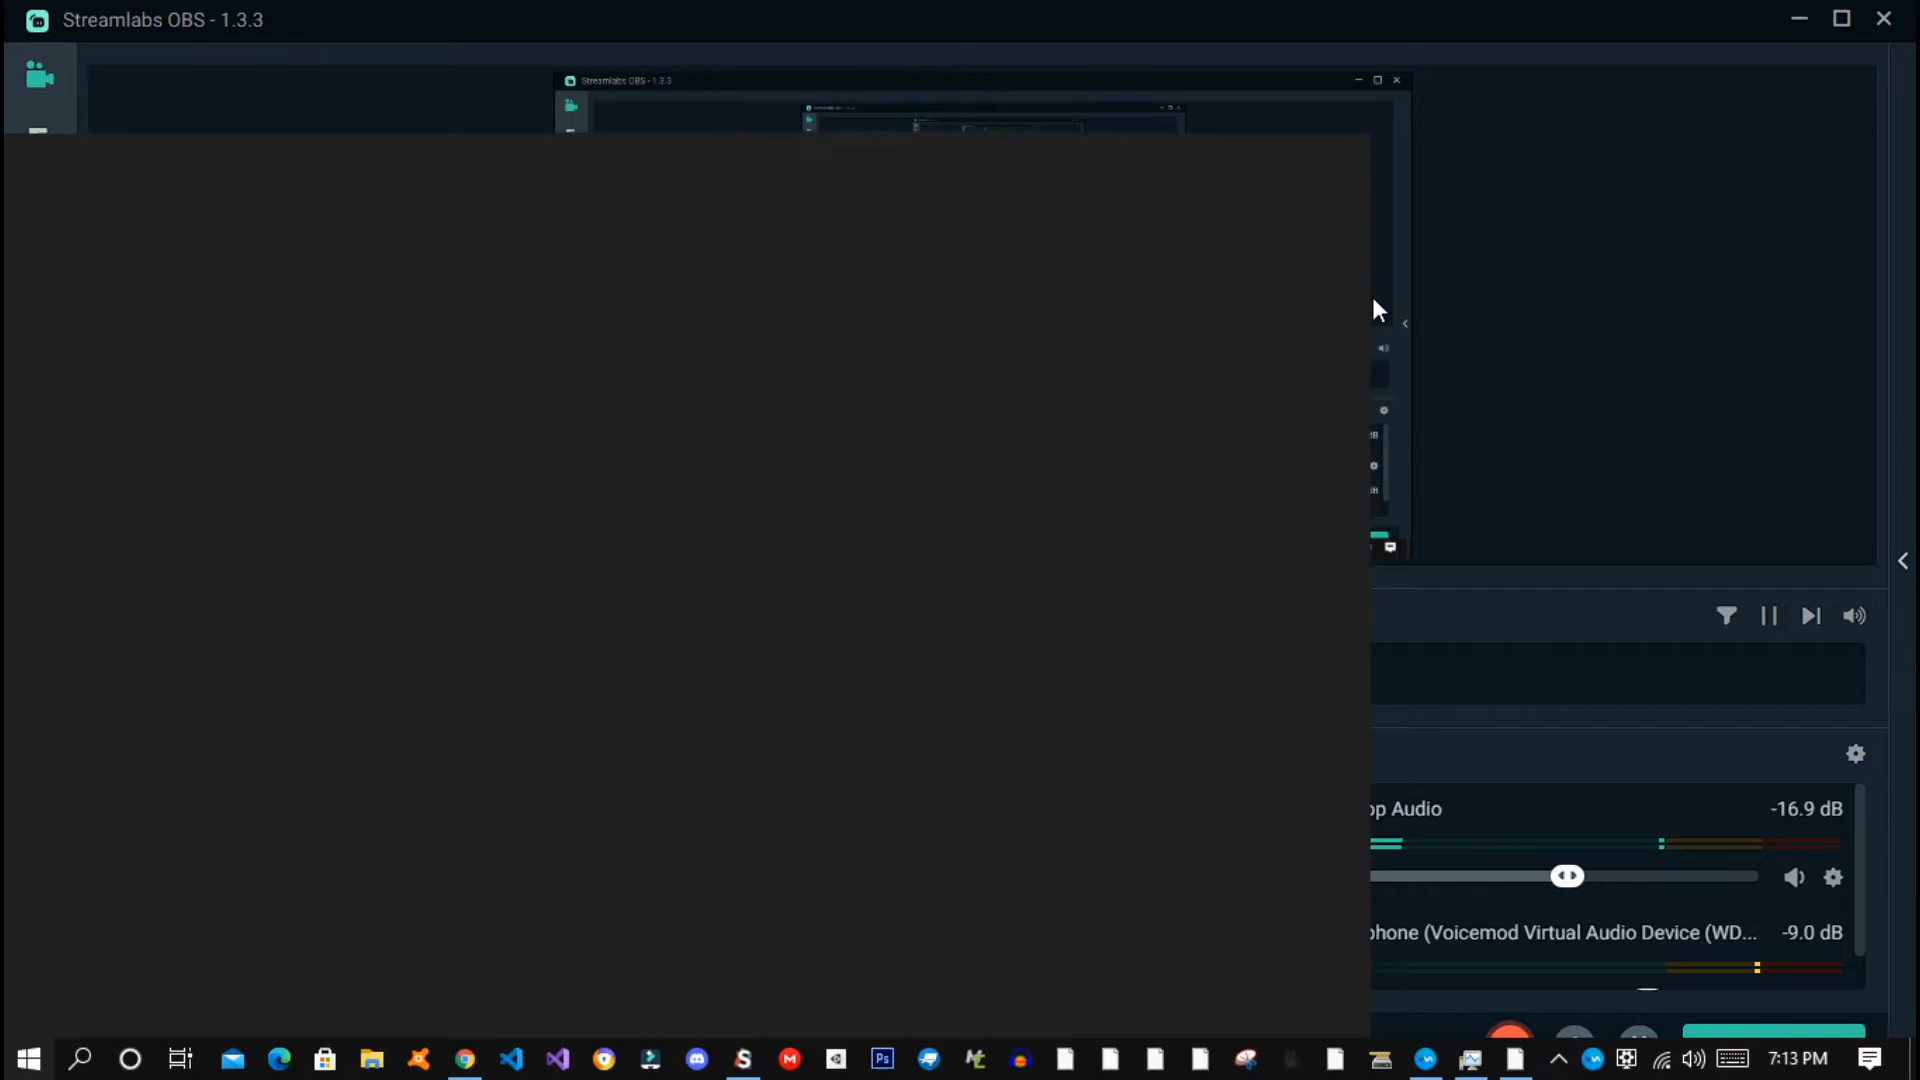 Streamlabs OBS - 1.3.3
Streamlabs OBS - 1.3.3
op Audio
-16.9 dB
phone (Voicemod Virtual Audio Device (WD...
-9.0 dB
Ps
7:13 PM